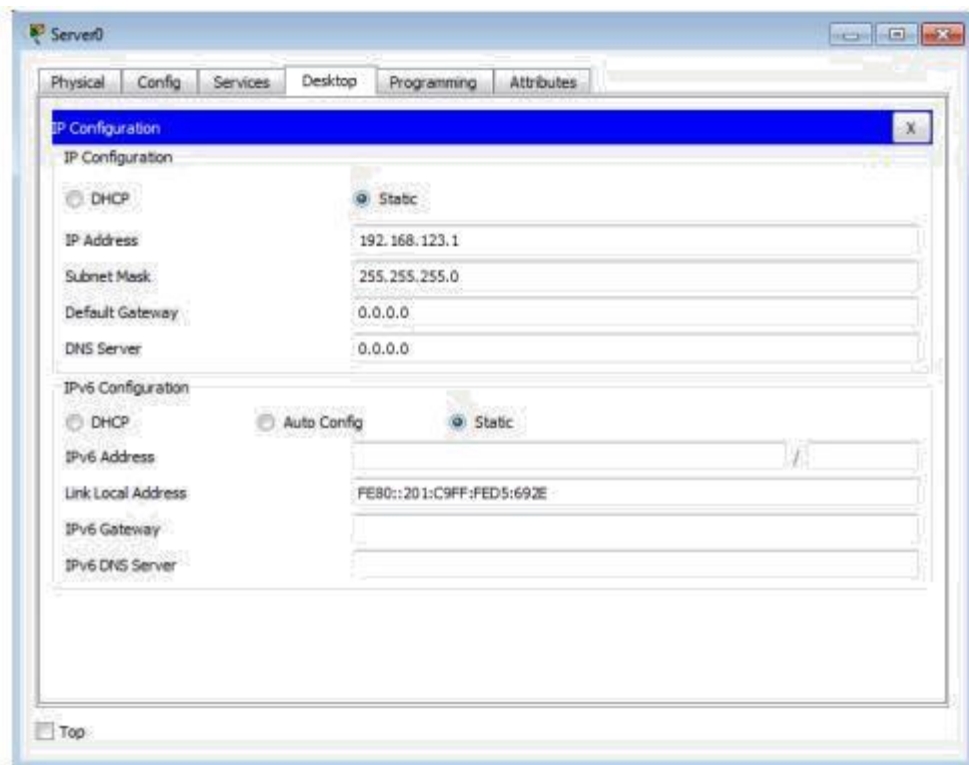 Server0
Physical Config Services Desktop Programming Attributes
IP Configuration X
IP Configuration
DHCP Static
IP Address 192.168.123.1
Subnet Mask 255.255.255.0
Default Gateway 0.0.0.0
DNS Server 0.0.0.0
IPv6 Configuration
DHCP Auto Config Static
IPv6 Address /
Link Local Address FE80::201:C9FF:FED5:692E
IPv6 Gateway
IPv6 DNS Server
Top